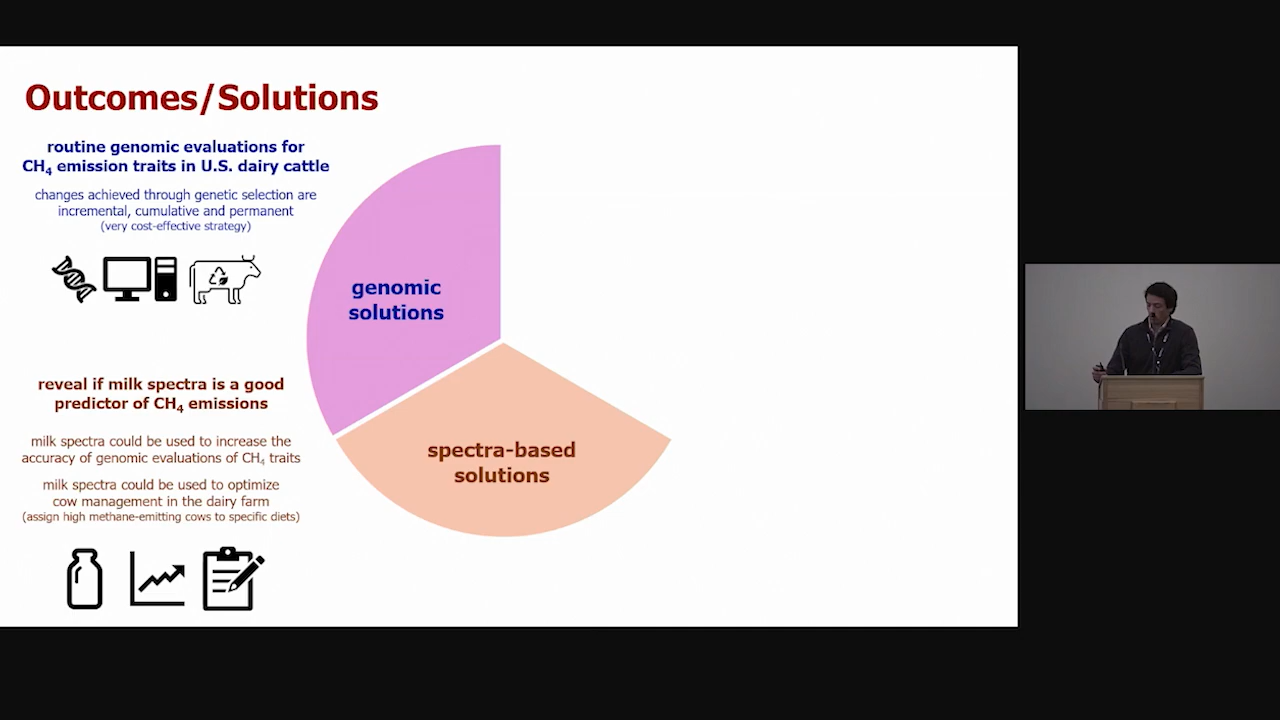 Outcomes/Solutions
routine genomic evaluations for
CH₄ emission traits in U.S. dairy cattle
changes achieved through genetic selection are
incremental, cumulative and permanent
(very cost-effective strategy)
genomic
solutions
reveal if milk spectra is a good
predictor of CH₄ emissions
milk spectra could be used to increase the
accuracy of genomic evaluations of CH₄ traits
milk spectra could be used to optimize
cow management in the dairy farm
(assign high methane-emitting cows to specific diets)
spectra-based
solutions